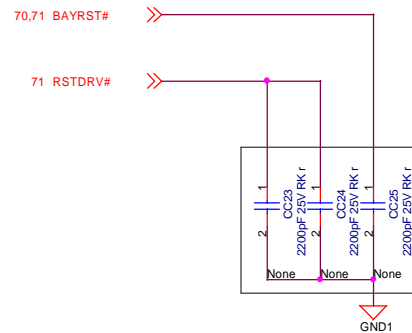 70,71 BAYRST#
71 RSTDRV#
1
2
CC23
2200pF 25V RK r
None
1
2
CC24
2200pF 25V RK r
None
1
2
CC25
2200pF 25V RK r
None
GND1